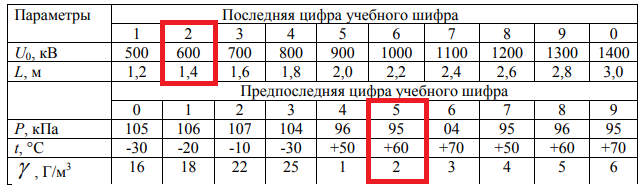 Параметры Последняя цифра учебного шифра
1 2 3 4 5 6 7 8 9 0
U₀, кВ 500 600 700 800 900 1000 1100 1200 1300 1400
L, м 1,2 1,4 1,6 1,8 2,0 2,2 2,4 2,6 2,8 3,0
Предпоследняя цифра учебного шифра
0 1 2 3 4 5 6 7 8 9
P, кПа 105 106 107 104 96 95 04 95 96 95
t, °C -30 -20 -10 -30 +50 +60 +70 +50 +60 +70
γ, Г/м³ 16 18 22 25 1 2 3 4 5 6